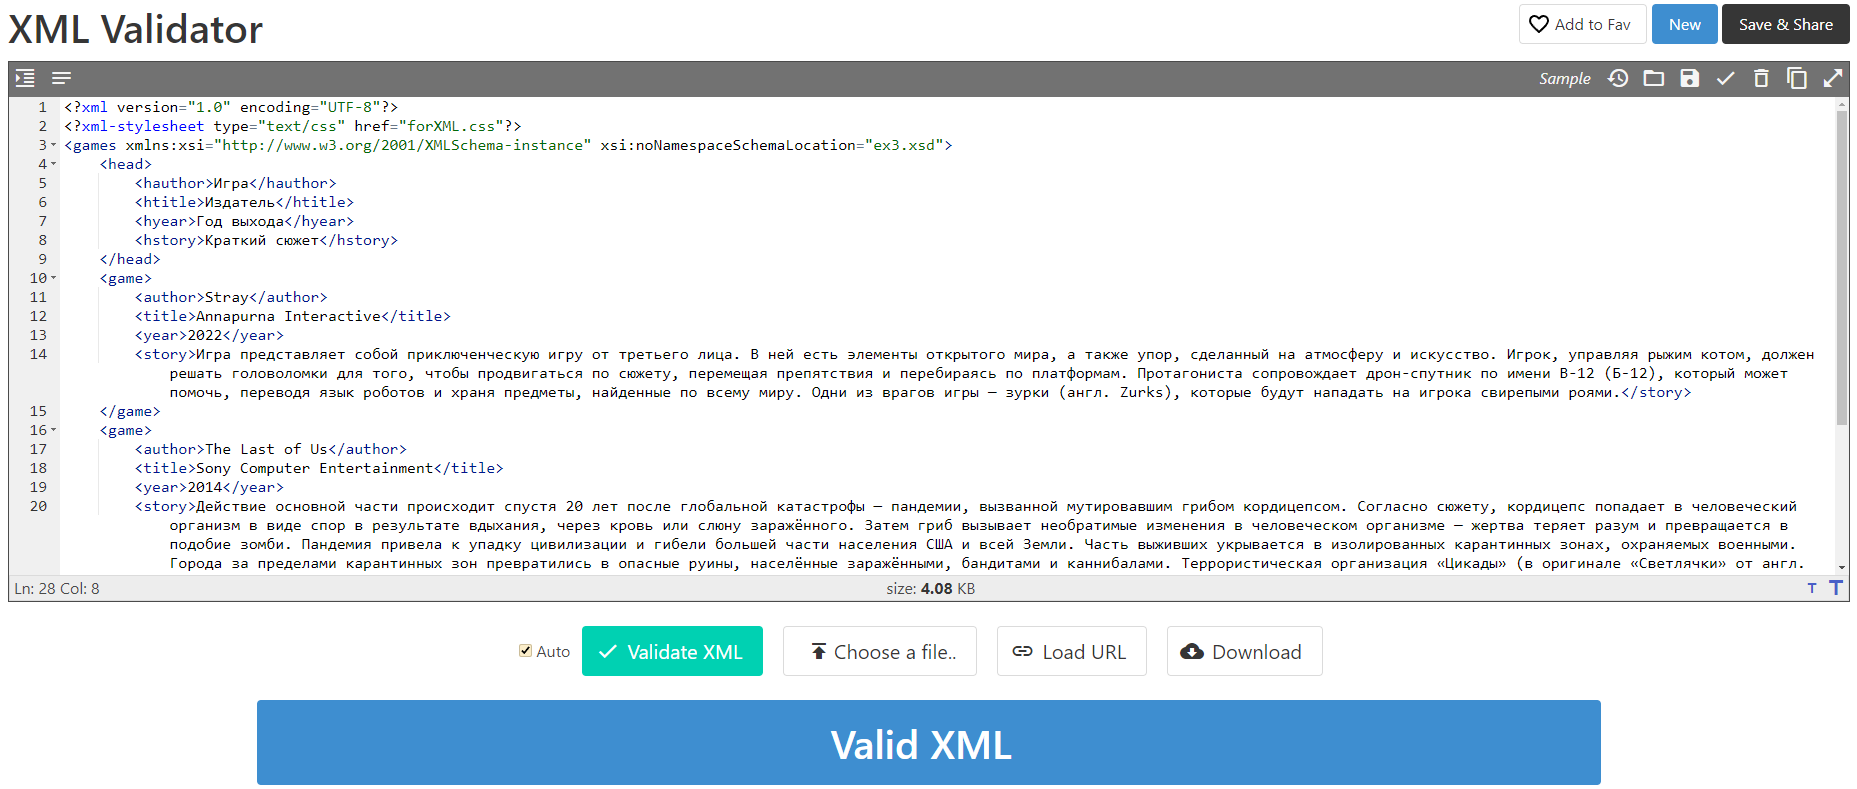 XML Validator
Add to Fav
New
Save & Share
Sample
1 <?xml version="1.0" encoding="UTF-8"?>
2 <?xml-stylesheet type="text/css" href="forXML.css"?>
3 <games xmlns:xsi="http://www.w3.org/2001/XMLSchema-instance" xsi:noNamespaceSchemaLocation="ex3.xsd">
4 <head>
5 <hauthor>Игра</hauthor>
6 <htitle>Издатель</htitle>
7 <hyear>Год выхода</hyear>
8 <hstory>Краткий сюжет</hstory>
9 </head>
10 <game>
11 <author>Stray</author>
12 <title>Annapurna Interactive</title>
13 <year>2022</year>
14 <story>Игра представляет собой приключенческую игру от третьего лица. В ней есть элементы открытого мира, а также упор, сделанный на атмосферу и искусство. Игрок, управляя рыжим котом, должен
решать головоломки для того, чтобы продвигаться по сюжету, перемещая препятствия и перебираясь по платформам. Протагониста сопровождает дрон-спутник по имени B-12 (Б-12), который может
помочь, переводя язык роботов и храня предметы, найденные по всему миру. Одни из врагов игры — зурки (англ. Zurks), которые будут нападать на игрока свирепыми роями.</story>
15 </game>
16 <game>
17 <author>The Last of Us</author>
18 <title>Sony Computer Entertainment</title>
19 <year>2014</year>
20 <story>Действие основной части происходит спустя 20 лет после глобальной катастрофы — пандемии, вызванной мутировавшим грибом кордицепсом. Согласно сюжету, кордицепс попадает в человеческий
организм в виде спор в результате вдыхания, через кровь или слюну заражённого. Затем гриб вызывает необратимые изменения в человеческом организме — жертва теряет разум и превращается в
подобие зомби. Пандемия привела к упадку цивилизации и гибели большей части населения США и всей Земли. Часть выживших укрывается в изолированных карантинных зонах, охраняемых военными.
Города за пределами карантинных зон превратились в опасные руины, населённые заражёнными, бандитами и каннибалами. Террористическая организация «Цикады» (в оригинале «Светлячки» от англ.
Ln: 28 Col: 8
size: 4.08 KB
T T
Auto
Validate XML
Choose a file..
Load URL
Download
Valid XML